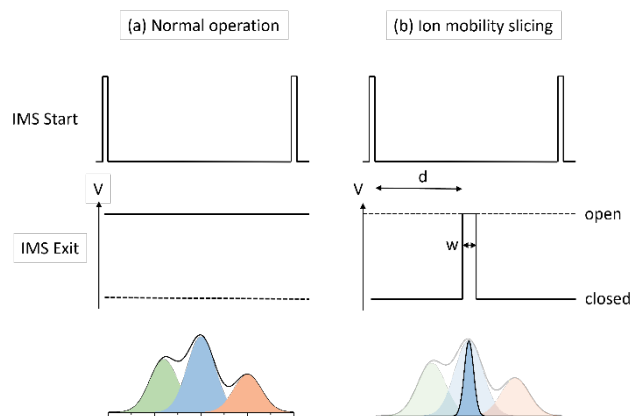 (a) Normal operation
(b) Ion mobility slicing
IMS Start
d
V
V
open
IMS Exit
w
closed